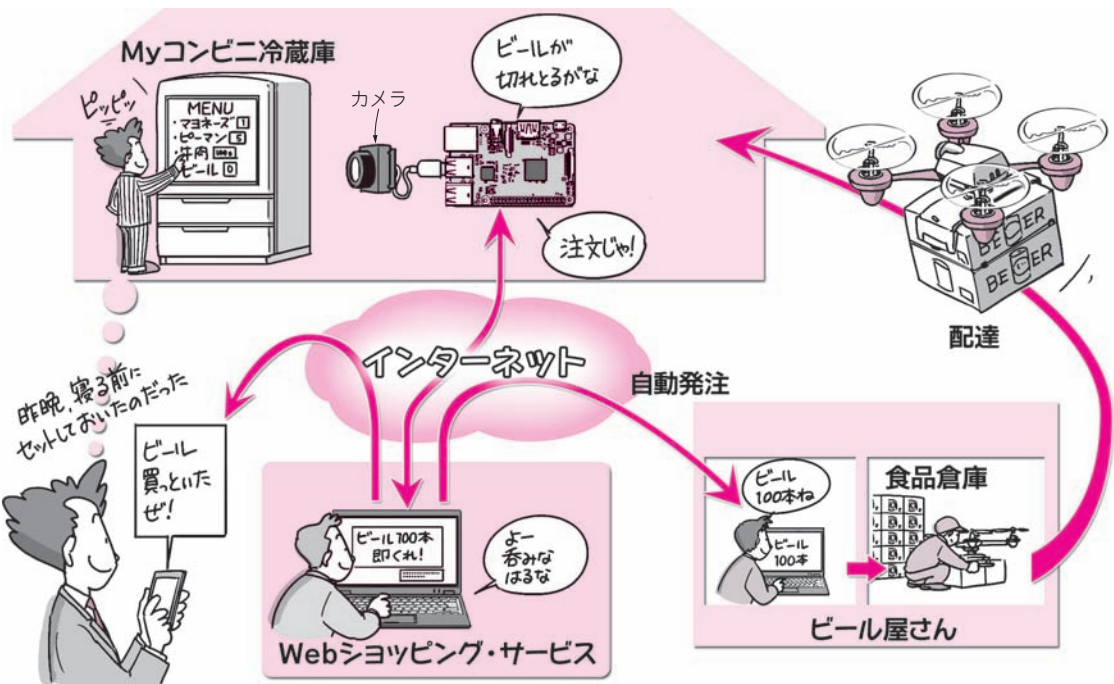 Myコンビニ冷蔵庫
ピッピッ
MENU
・マヨネーズ 1
・ピーマン 5
・牛肉
ビール 0
カメラ
ビールが
切れとるがな
注文じゃ!
BEER
BEER
配達
インターネット
自動発注
昨晩,寝る前に
セットしておいたのだった
ビール
買っといた
ぜ!
ビール100本
即くれ!
よー
呑みな
はるな
Webショッピング・サービス
ビール
100本ね
ビール
100本
食品倉庫
ビール屋さん